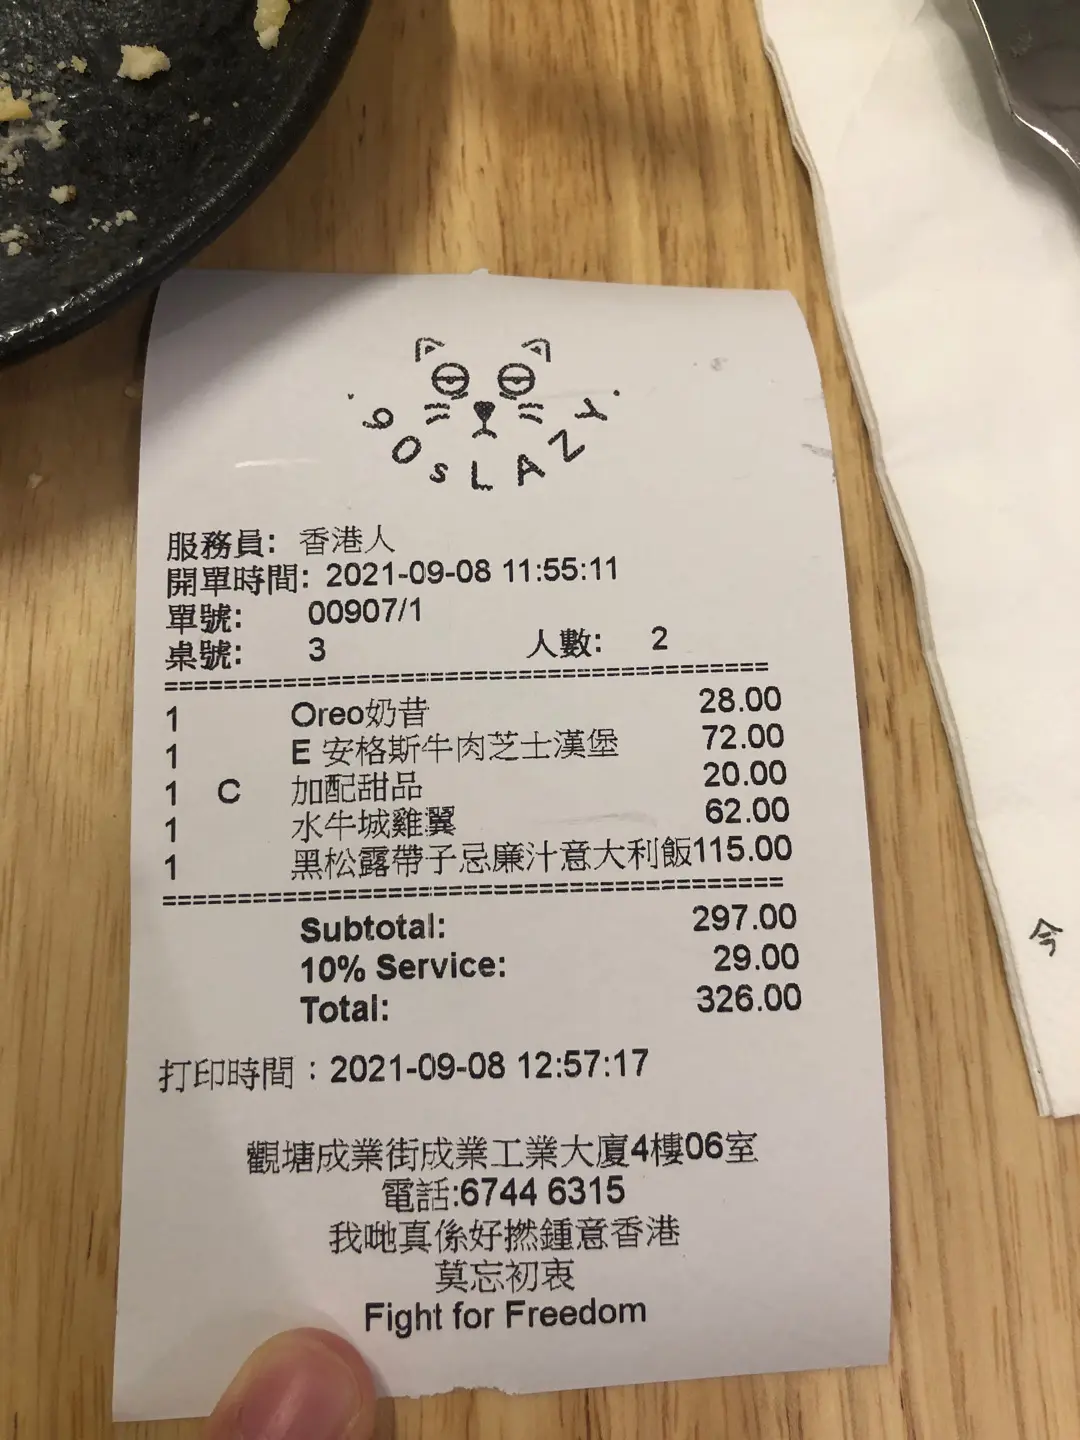 90sLAZY
服務員: 香港人
開單時間: 2021-09-08 11:55:11
單號: 00907/1
桌號: 3 人數: 2
1 Oreo奶昔 28.00
1 E 安格斯牛肉芝士漢堡 72.00
1 C 加配甜品 20.00
1 水牛城雞翼 62.00
1 黑松露帶子忌廉汁意大利飯115.00
Subtotal: 297.00
10% Service: 29.00
Total: 326.00
打印時間：2021-09-08 12:57:17
觀塘成業街成業工業大廈4樓06室
電話:6744 6315
我哋真係好撚鍾意香港
莫忘初衷
Fight for Freedom
今